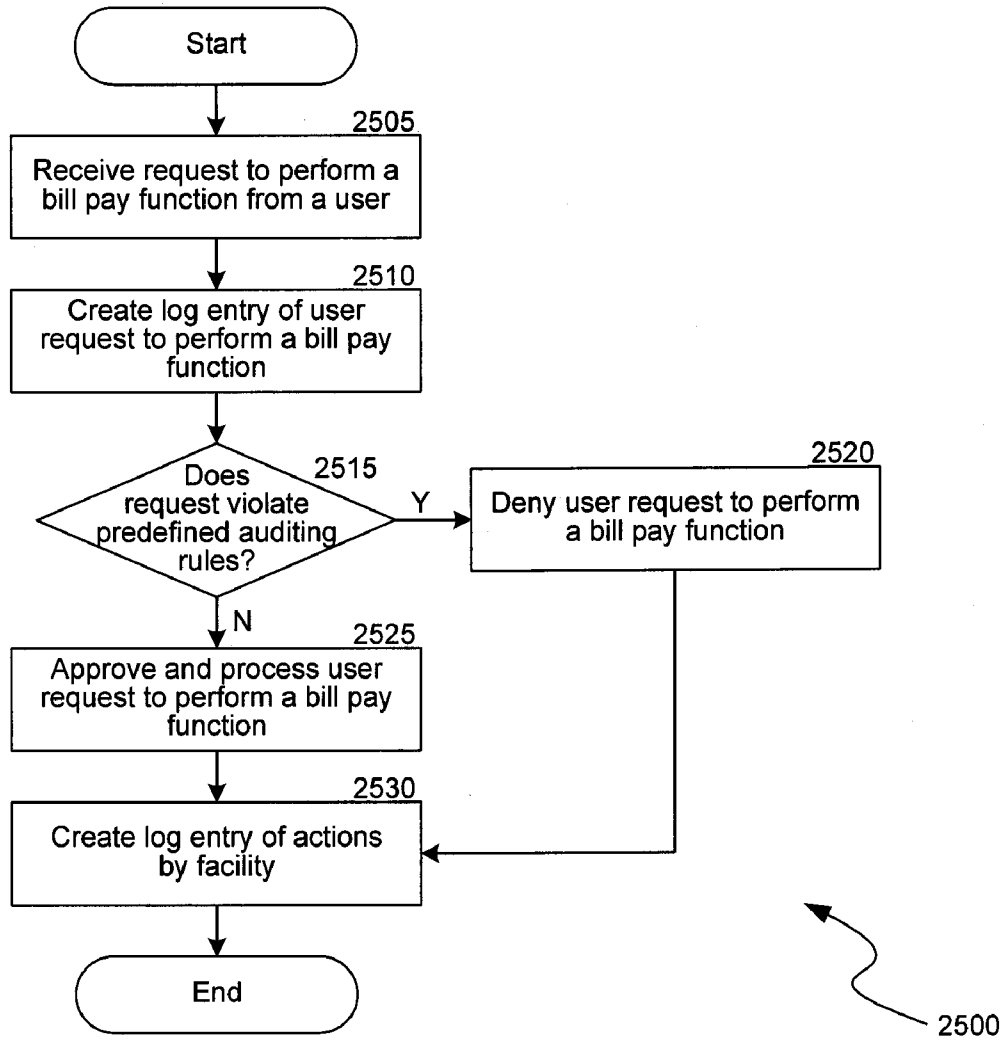 Start
2505
Receive request to perform a
bill pay function from a user
2510
Create log entry of user
request to perform a bill pay
function
2515
Does
request violate
predefined auditing
rules?
Y
2520
Deny user request to perform
a bill pay function
N
2525
Approve and process user
request to perform a bill pay
function
2530
Create log entry of actions
by facility
End
2500